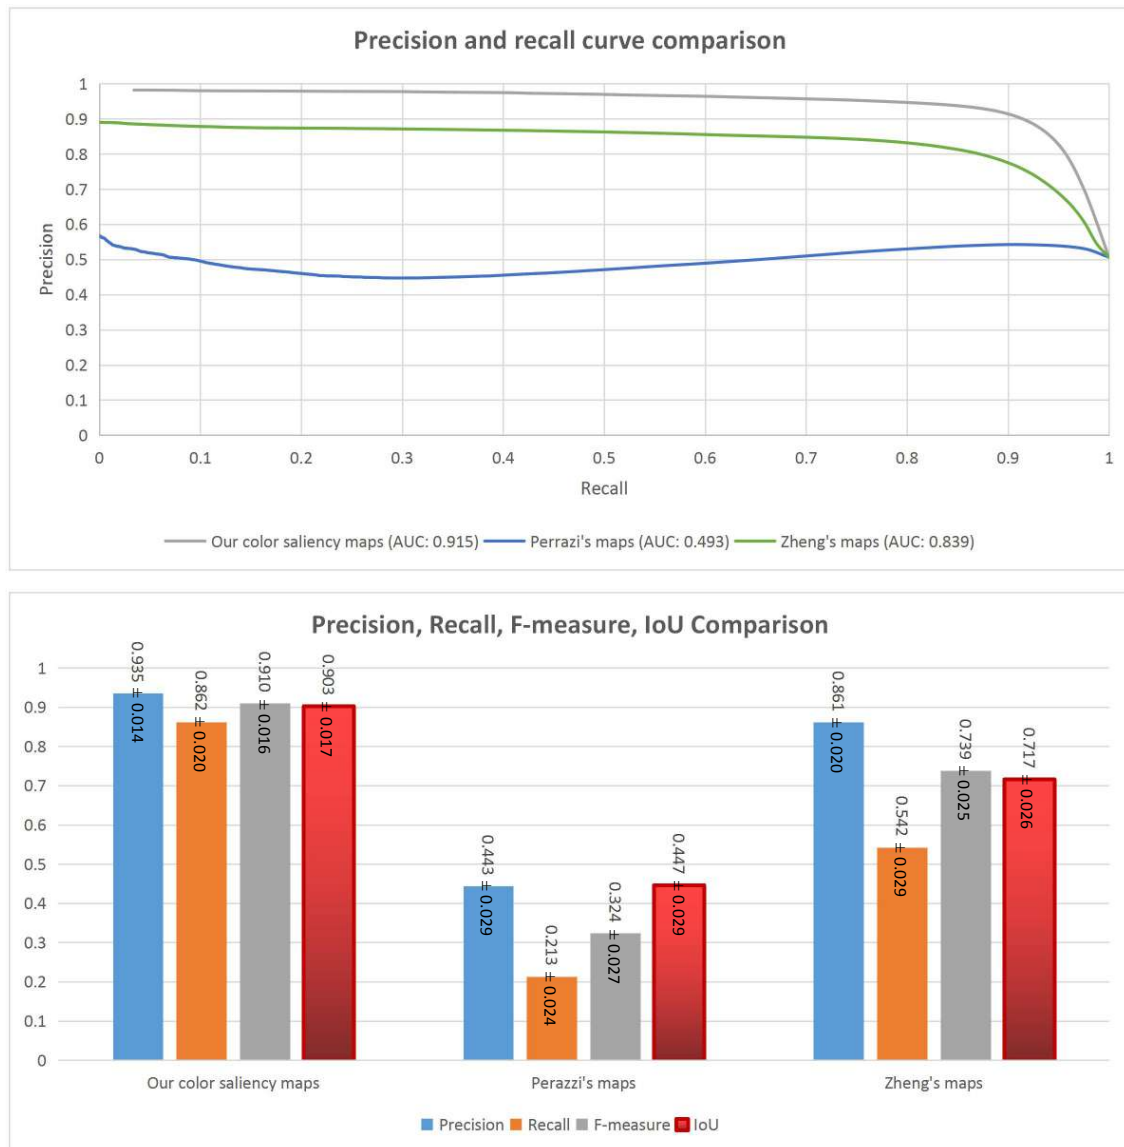 Precision and recall curve comparison
1
0.9
0.8
0.7
0.6
0.5
0.4
0.3
0.2
0.1
0
Precision
0 0.1 0.2 0.3 0.4 0.5 0.6 0.7 0.8 0.9 1
Recall
Our color saliency maps (AUC: 0.915) Perrazi's maps (AUC: 0.493) Zheng's maps (AUC: 0.839)
Precision, Recall, F-measure, IoU Comparison
1
0.9
0.8
0.7
0.6
0.5
0.4
0.3
0.2
0.1
0
0.935 ± 0.014
0.862 ± 0.020
0.910 ± 0.016
0.903 ± 0.017
0.443 ± 0.029
0.213 ± 0.024
0.324 ± 0.027
0.447 ± 0.029
0.861 ± 0.020
0.542 ± 0.029
0.739 ± 0.025
0.717 ± 0.026
Our color saliency maps Perazzi's maps Zheng's maps
Precision Recall F-measure IoU